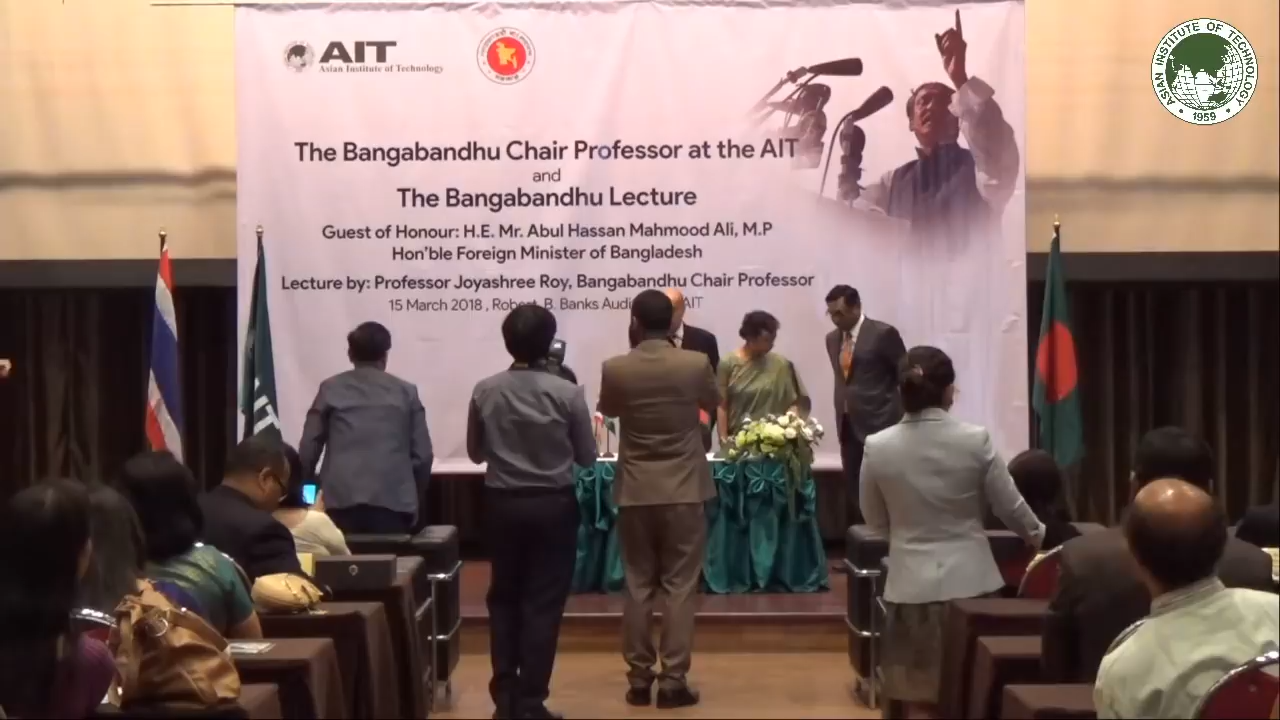 AIT
Asian Institute of Technology
The Bangabandhu Chair Professor at the AIT
and
The Bangabandhu Lecture
Guest of Honour: H.E. Mr. Abul Hassan Mahmood Ali, M.P
Hon'ble Foreign Minister of Bangladesh
Lecture by: Professor Joyashree Roy, Bangabandhu Chair Professor
15 March 2018 , B. Banks AIT
ASIAN INSTITUTE OF TECHNOLOGY
1959